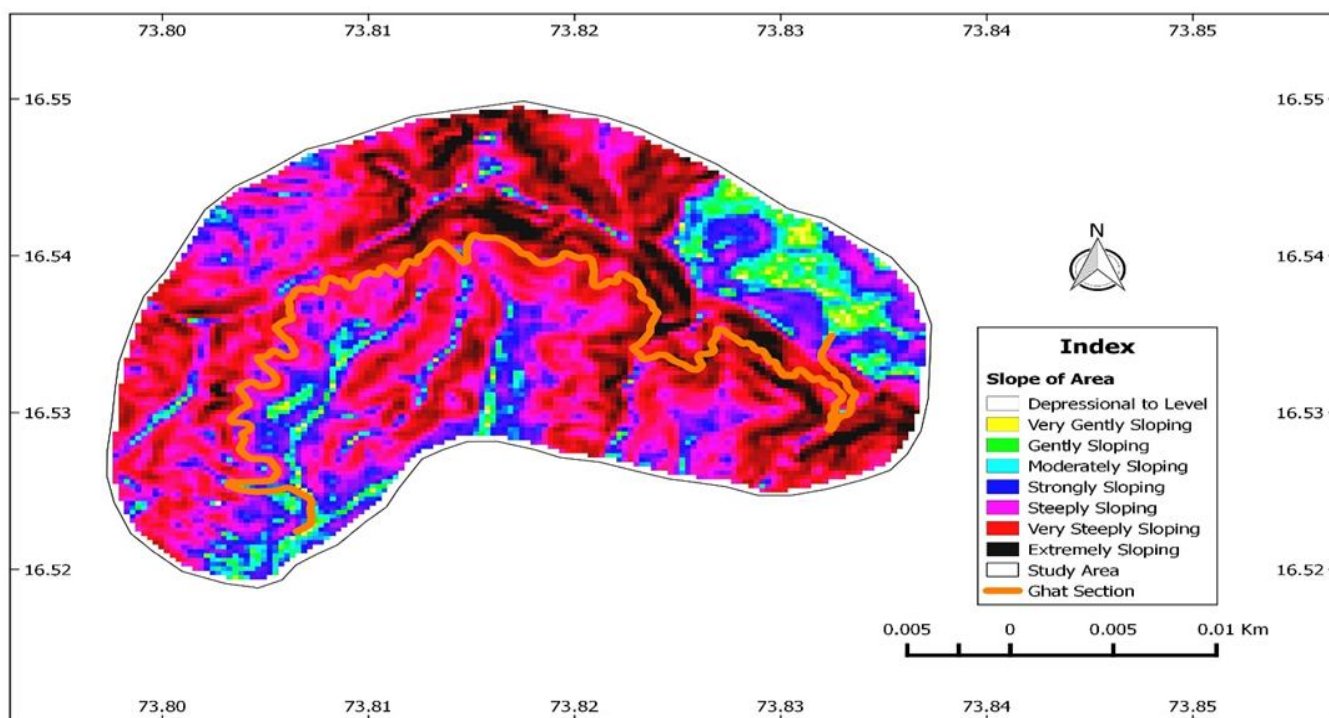 73.80 73.81 73.82 73.83 73.84 73.85
16.55 16.55
N
16.54 16.54
Index
Slope of Area
Depressional to Level
Very Gently Sloping
Gently Sloping
Moderately Sloping
Strongly Sloping
Steeply Sloping
Very Steeply Sloping
Extremely Sloping
Study Area
Ghat Section
16.53 16.53
16.52 16.52
0.005 0 0.005 0.01 Km
73.80 73.81 73.82 73.83 73.84 73.85